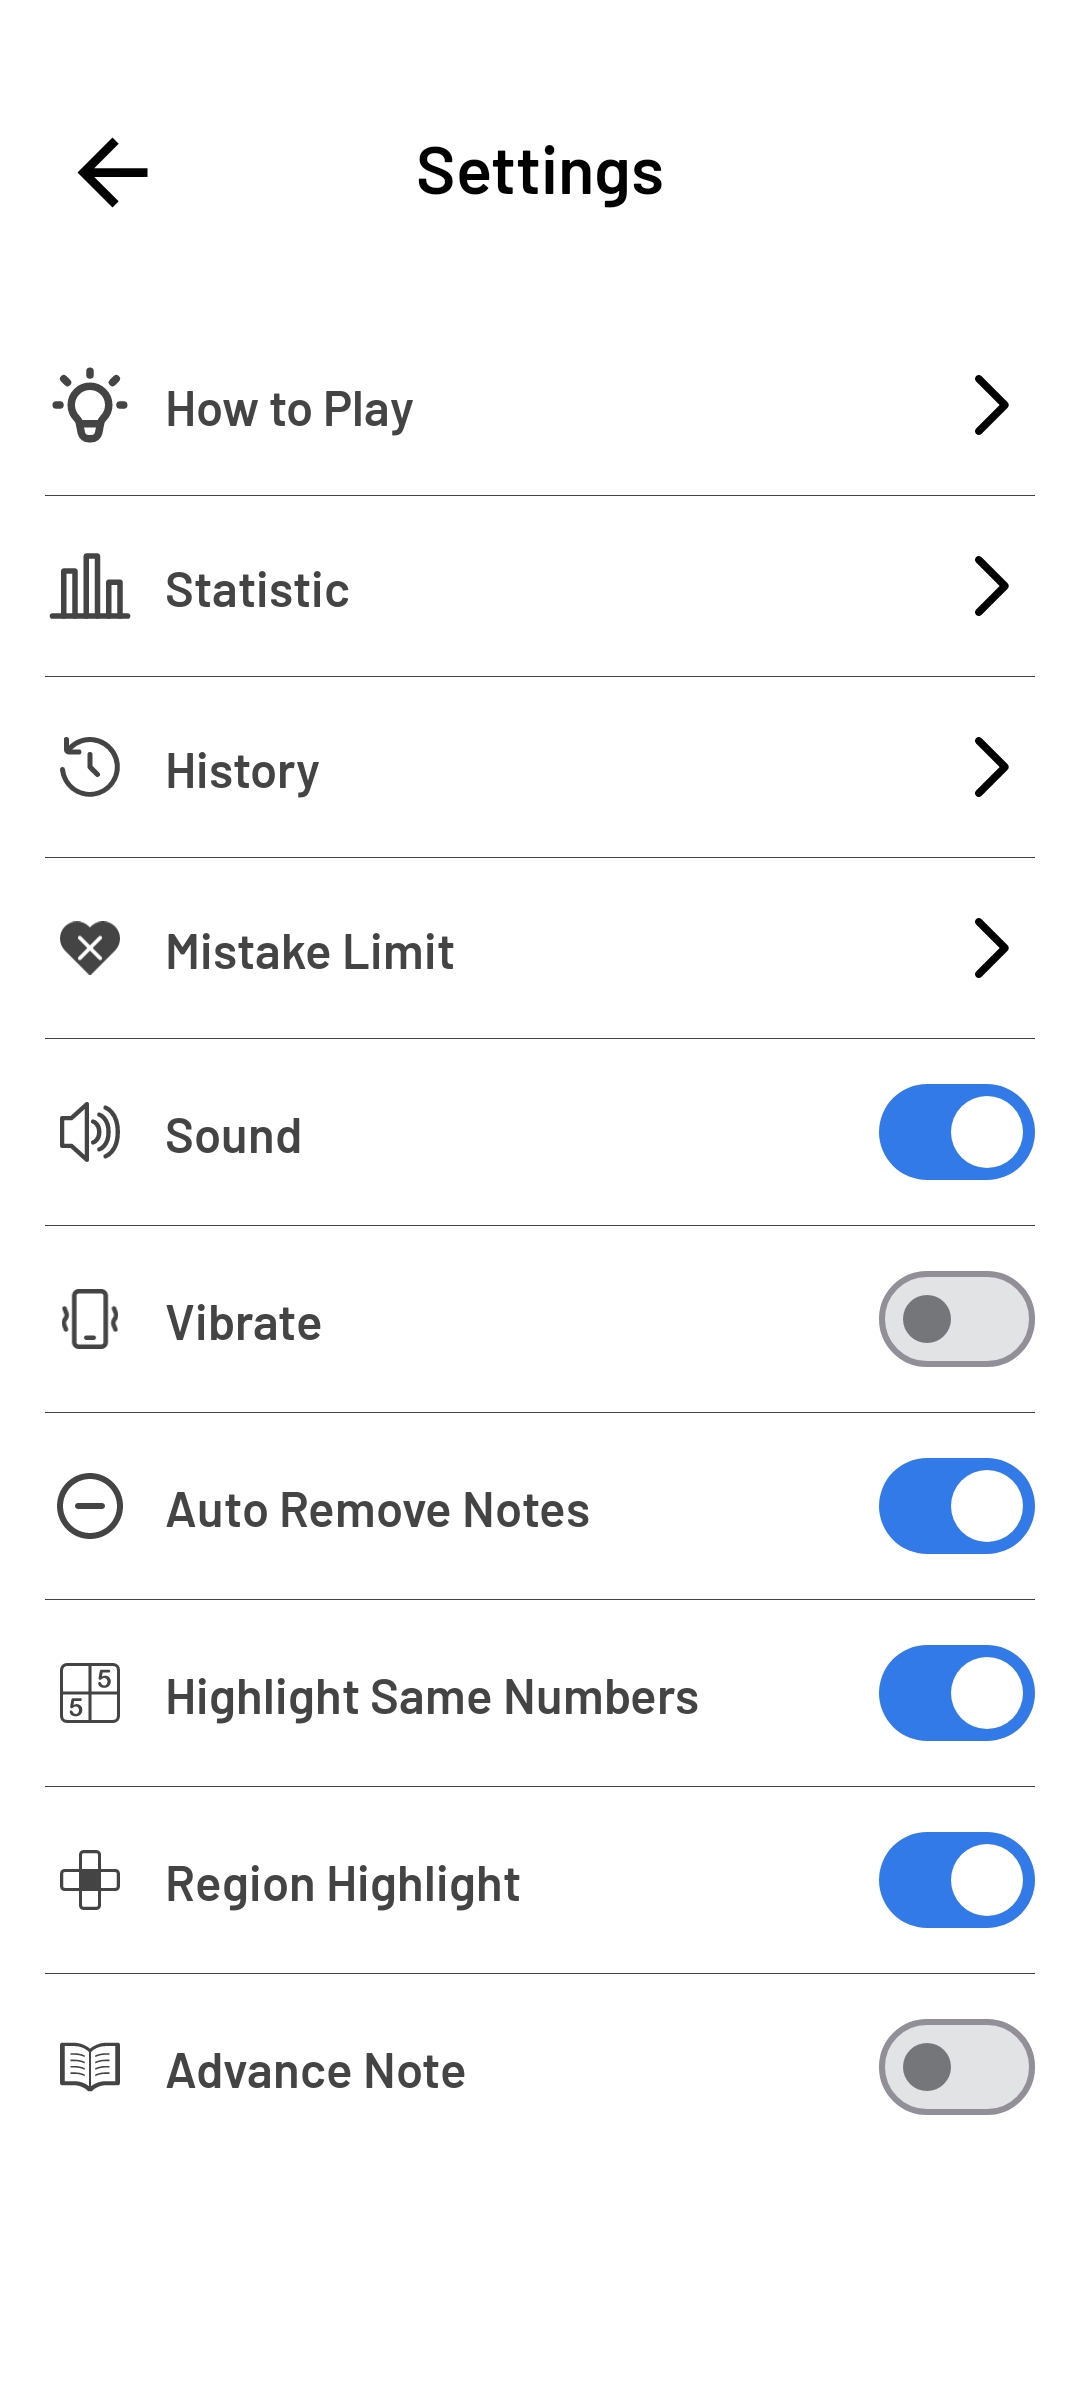 Settings
How to Play
Statistic
History
Mistake Limit
Sound
Vibrate
Auto Remove Notes
5
5
Highlight Same Numbers
Region Highlight
Advance Note